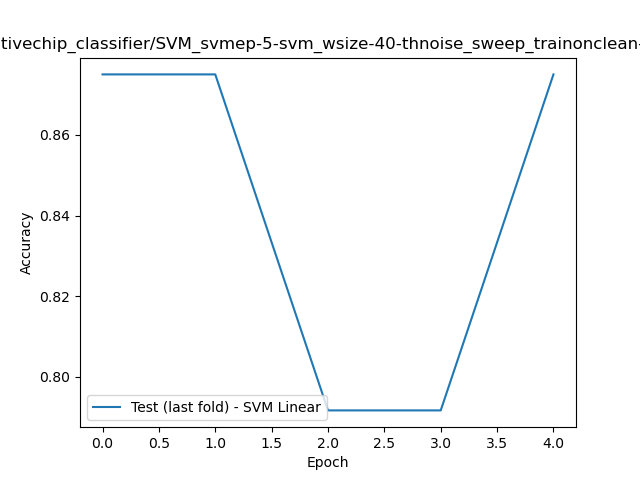 tivechip_classifier/SVM_svmep-5-svm_wsize-40-thnoise_sweep_trainonclean-
0.86
0.84
0.82
0.80
Accuracy
Test (last fold) - SVM Linear
0.0 0.5 1.0 1.5 2.0 2.5 3.0 3.5 4.0
Epoch